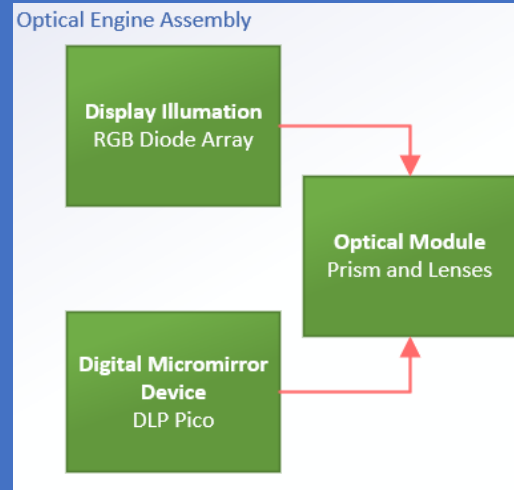 Optical Engine Assembly
Display Illumation
RGB Diode Array
Optical Module
Prism and Lenses
Digital Micromirror
Device
DLP Pico